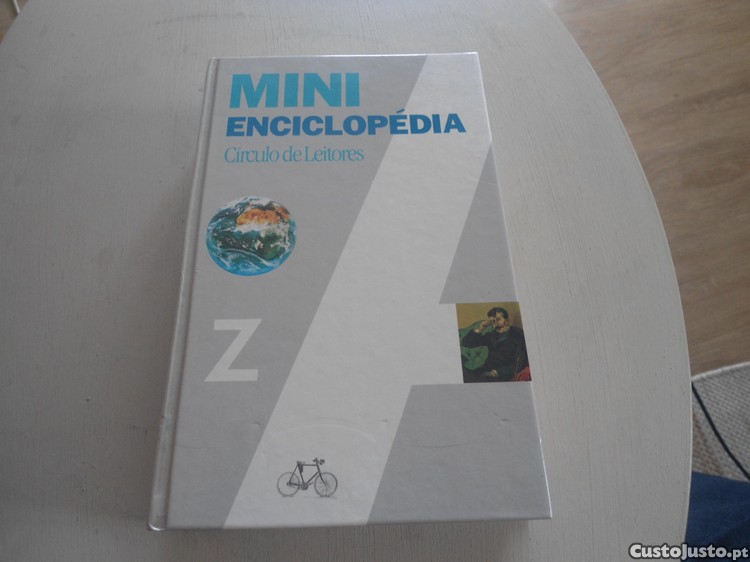 MINI
ENCICLOPÉDIA
Círculo de Leitores
A
Z
CustoJusto.pt